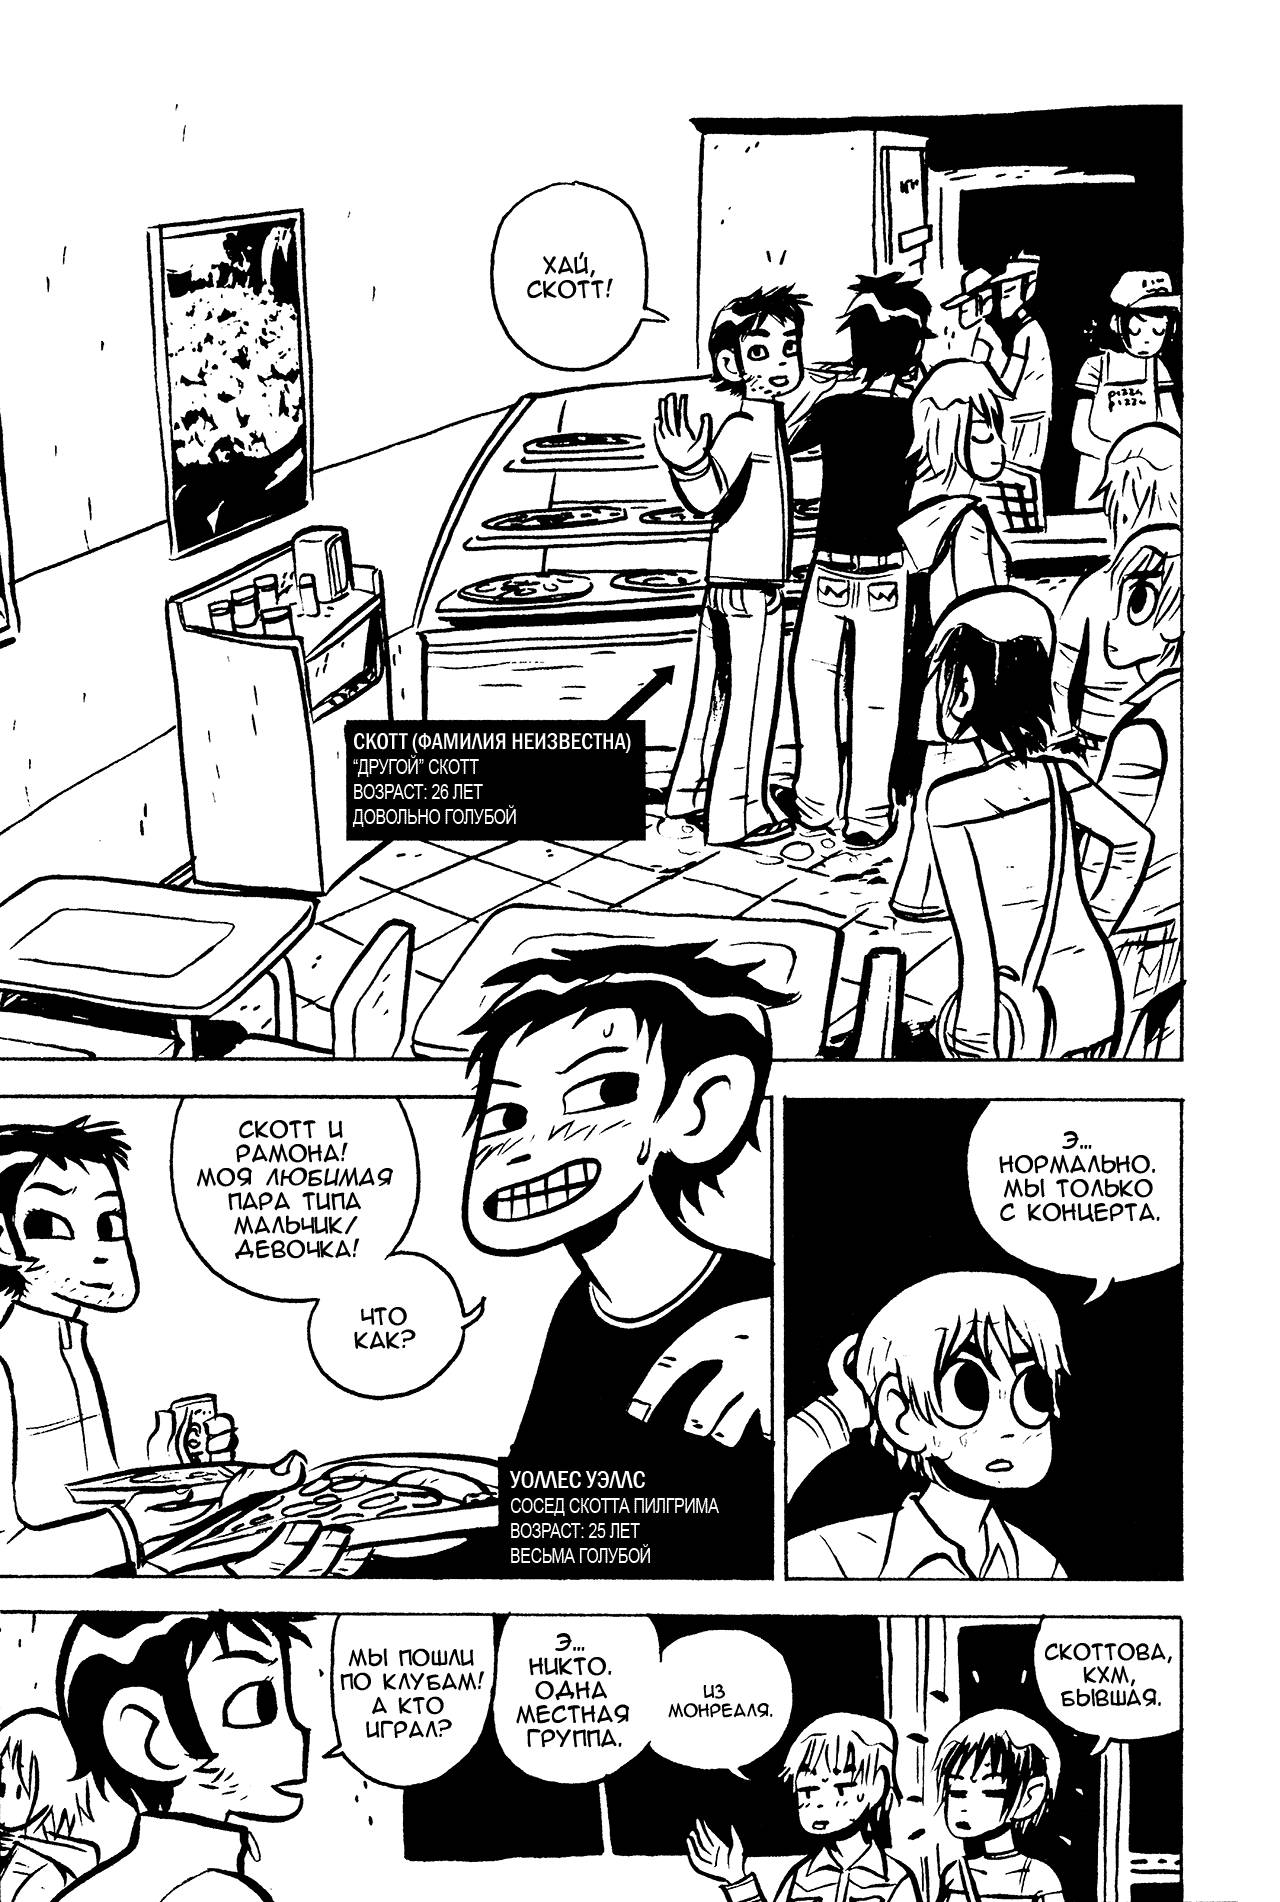 ХАЙ,
СКОТТ!
pizza
pizza
СКОТТ (ФАМИЛИЯ НЕИЗВЕСТНА)
“ДРУГОЙ” СКОТТ
ВОЗРАСТ: 26 ЛЕТ
ДОВОЛЬНО ГОЛУБОЙ
СКОТТ И
РАМОНА!
МОЯ ЛЮБИМАЯ
ПАРА ТИПА
МАЛЬЧИК/
ДЕВОЧКА!
ЧТО
КАК?
УОЛЛЕС УЭЛЛС
СОСЕД СКОТТА ПИЛГРИМА
ВОЗРАСТ: 25 ЛЕТ
ВЕСЬМА ГОЛУБОЙ
Э...
НОРМАЛЬНО.
МЫ ТОЛЬКО
С КОНЦЕРТА.
МЫ ПОШЛИ
ПО КЛУБАМ!
А КТО
ИГРАЛ?
Э...
НИКТО.
ОДНА
МЕСТНАЯ
ГРУППА.
ИЗ
МОНРЕАЛЯ.
СКОТТОВА,
КХМ,
БЫВШАЯ.